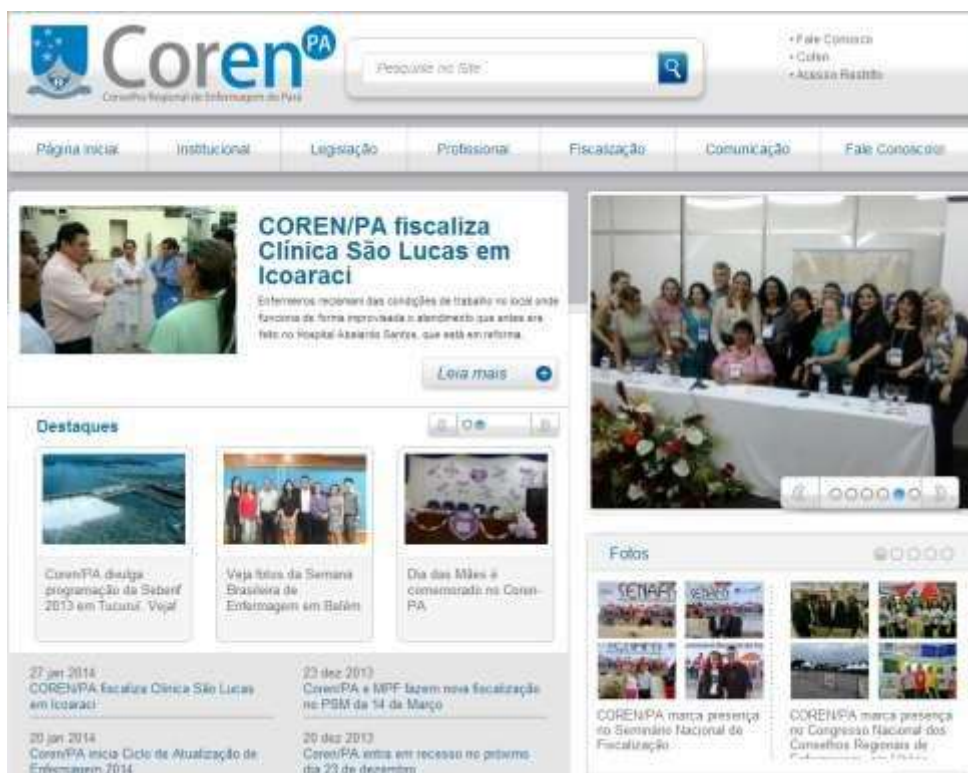 Coren PA
Conselho Regional de Enfermagem do Pará
Pesquise no Site
• Fale Conosco
• Cofen
• Acesso Restrito
Página Inicial
Institucional
Legislação
Profissional
Fiscalização
Comunicação
Fale Conosco
COREN/PA fiscaliza
Clínica São Lucas em
Icoaraci
Enfermeiros reclamam das condições de trabalho no local onde
funciona de forma improvisada o atendimento que antes era
feito no Hospital Abelardo Santos, que está em reforma.
Leia mais
Destaques
Coren/PA divulga
programação da Seberf
2013 em Tucuruí. Veja!
Veja fotos da Semana
Brasileira de
Enfermagem em Belém
Dia das Mães é
comemorado no Coren-
PA
27 jan 2014
COREN/PA fiscaliza Clínica São Lucas
em Icoaraci
20 jan 2014
Coren/PA inicia Ciclo de Atualização de
Enfermagem 2014
23 dez 2013
Coren/PA e MPF fazem nova fiscalização
no PSM da 14 de Março
20 dez 2013
Coren/PA entra em recesso no próximo
dia 23 de dezembro
Fotos
SENAFIS
COREN/PA marca presença
no Seminário Nacional de
Fiscalização
COREN/PA marca presença
no Congresso Nacional dos
Conselhos Regionais de